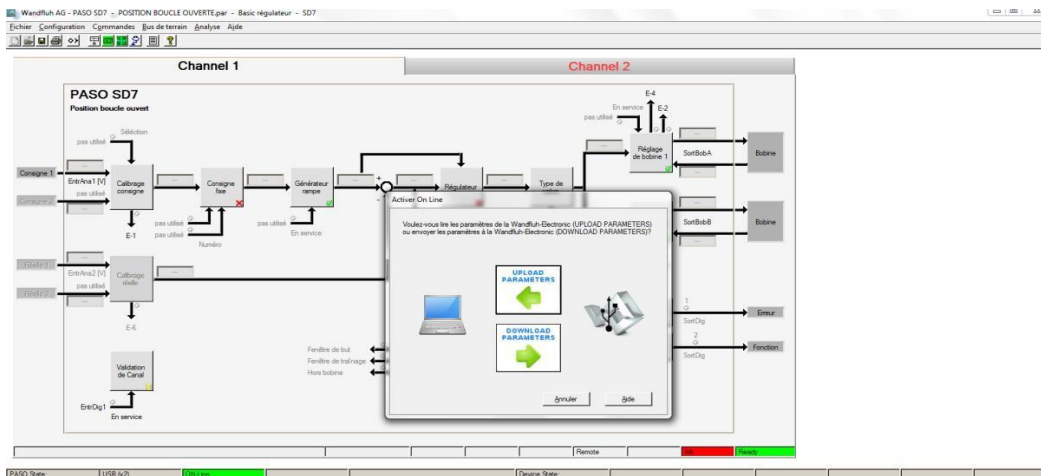 Wandfluh AG - PASO SD7 - POSITION BOUCLE OUVERTE.par - Basic régulateur - SD7
Fichier Configuration Commandes Bus de terrain Analyse Aide
Channel 1
Channel 2
PASO SD7
Position boucle ouvert
E-4
En service
E-2
pas utilisé
Séléction
pas utilisé
Réglage
de bobine 1
SortBobA
Bobine
Consigne 1
EntrAna1 [V]
pas utilisé
Consigne 2
Calibrage
consigne
Consigne
fixe
Générateur
rampe
+
-
Régulateur
Type de
E-1
pas utilisé
pas utilisé
Numéro
pas utilisé
En service
SortBobB
Bobine
Activer On Line
Voulez-vous lire les paramètres de la Wandfluh-Electronic (UPLOAD PARAMETERS)
ou envoyer les paramètres à la Wandfluh-Electronic (DOWNLOAD PARAMETERS)?
UPLOAD
PARAMETERS
DOWNLOAD
PARAMETERS
Annuler
Aide
Réelle 1
EntrAna2 [V]
pas utilisé
Réelle 2
Calibrage
réelle
E-6
1
SortDig
Erreur
2
SortDig
Fonction
Fenêtre de but
Fenêtre de traînage
Hors bobine
Validation
de Canal
EntrDig1
En service
Remote
Ready
PASO State:
USB (v2)
ON Line
Device State: